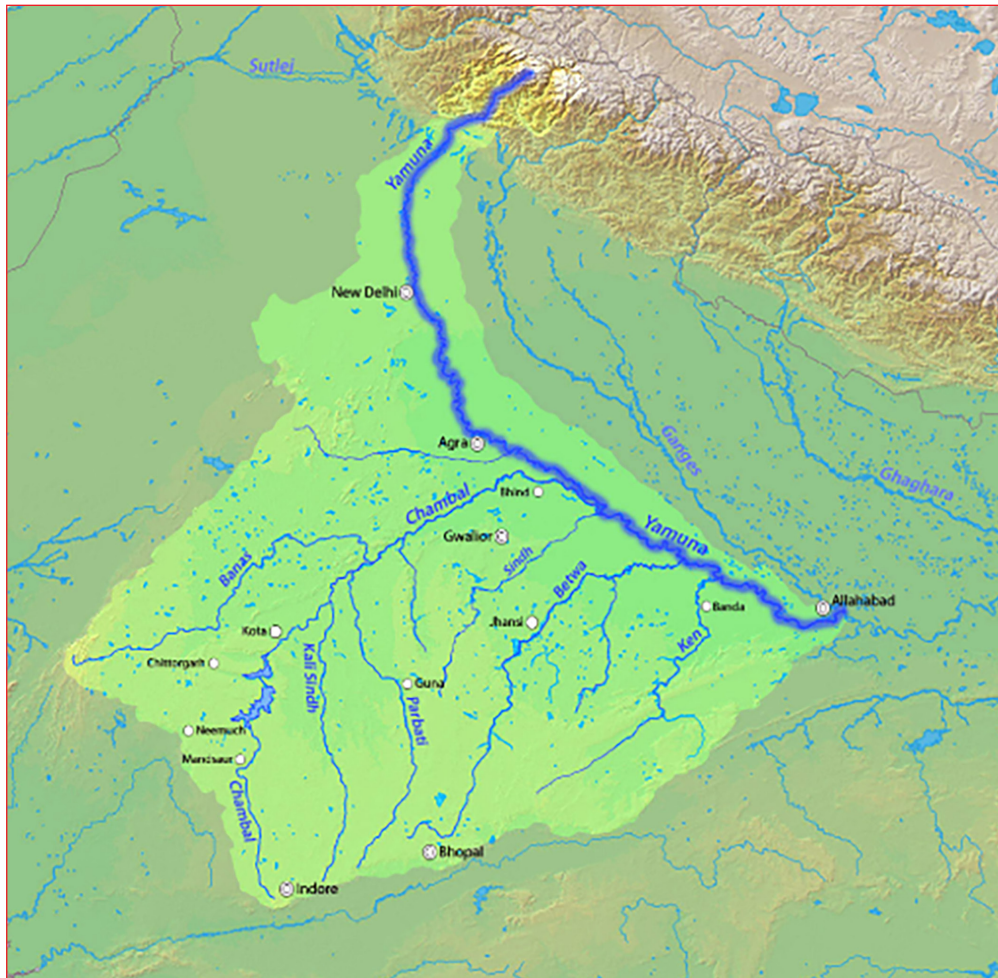 Sutlej
Yamuna
New Delhi
Agra
Ganges
Ghaghara
Chambal
Bhind
Yamuna
Gwalior
Banas
Sindh
Betwa
Allahabad
Banda
Jhansi
Kota
Ken
Chittorgarh
Kali Sindh
Guna
Parbati
Neemuch
Mandsaur
Chambal
Bhopal
Indore